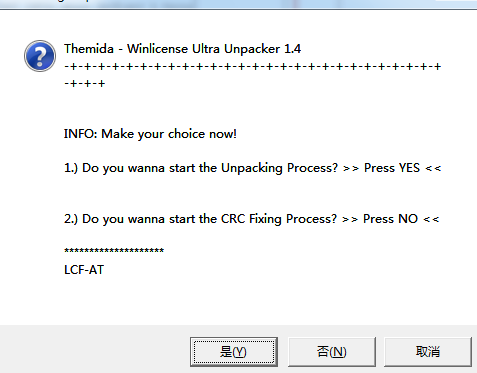 Themida - Winlicense Ultra Unpacker 1.4
-+-+-+-+-+-+-+-+-+-+-+-+-+-+-+-+-+-+-+-+-+-+-+-+-+-+-+
-+-+-+
INFO: Make your choice now!
1.) Do you wanna start the Unpacking Process? >> Press YES <<
2.) Do you wanna start the CRC Fixing Process? >> Press NO <<
********************
LCF-AT
是(Y)
否(N)
取消